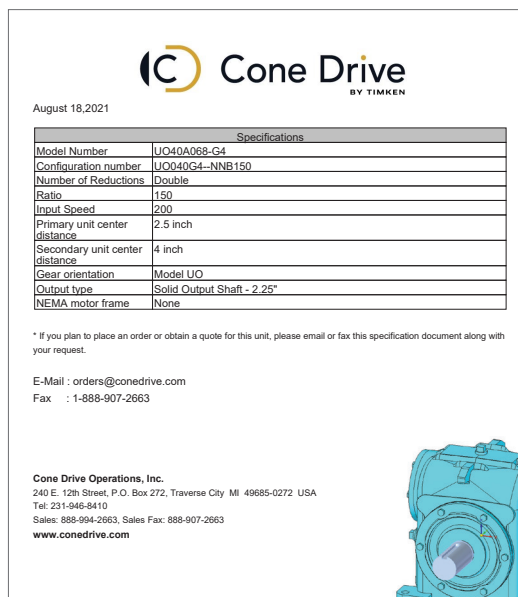 Cone Drive
BY TIMKEN
August 18,2021
Specifications
Model Number UO40A068-G4
Configuration number UO040G4--NNB150
Number of Reductions Double
Ratio 150
Input Speed 200
Primary unit center distance 2.5 inch
Secondary unit center distance 4 inch
Gear orientation Model UO
Output type Solid Output Shaft - 2.25"
NEMA motor frame None
* If you plan to place an order or obtain a quote for this unit, please email or fax this specification document along with
your request.
E-Mail : orders@conedrive.com
Fax : 1-888-907-2663
Cone Drive Operations, Inc.
240 E. 12th Street, P.O. Box 272, Traverse City MI 49685-0272 USA
Tel: 231-946-8410
Sales: 888-994-2663, Sales Fax: 888-907-2663
www.conedrive.com